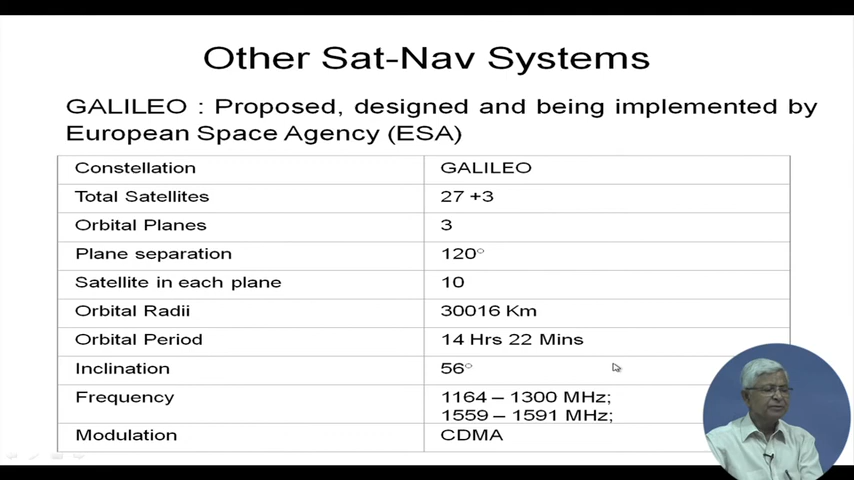 Other Sat-Nav Systems
GALILEO : Proposed, designed and being implemented by
European Space Agency (ESA)
Constellation GALILEO
Total Satellites 27 +3
Orbital Planes 3
Plane separation 120°
Satellite in each plane 10
Orbital Radii 30016 Km
Orbital Period 14 Hrs 22 Mins
Inclination 56°
Frequency 1164 – 1300 MHz;
1559 – 1591 MHz;
Modulation CDMA